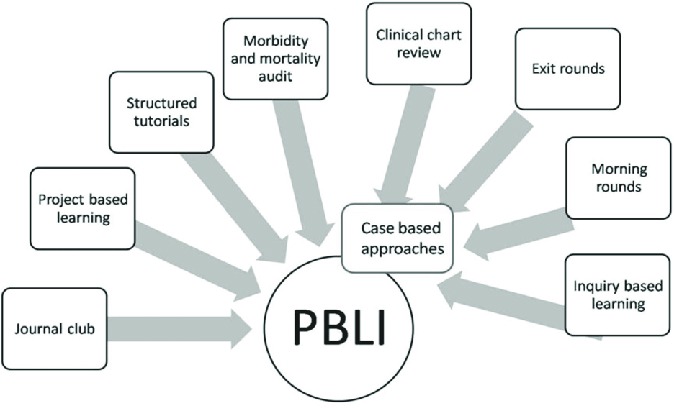 Clinical chart
review
Morbidity
and mortality
audit
Exit rounds
Structured
tutorials
Morning
rounds
Project based
learning
Case based
approaches
Inquiry based
learning
Journal club
PBLI